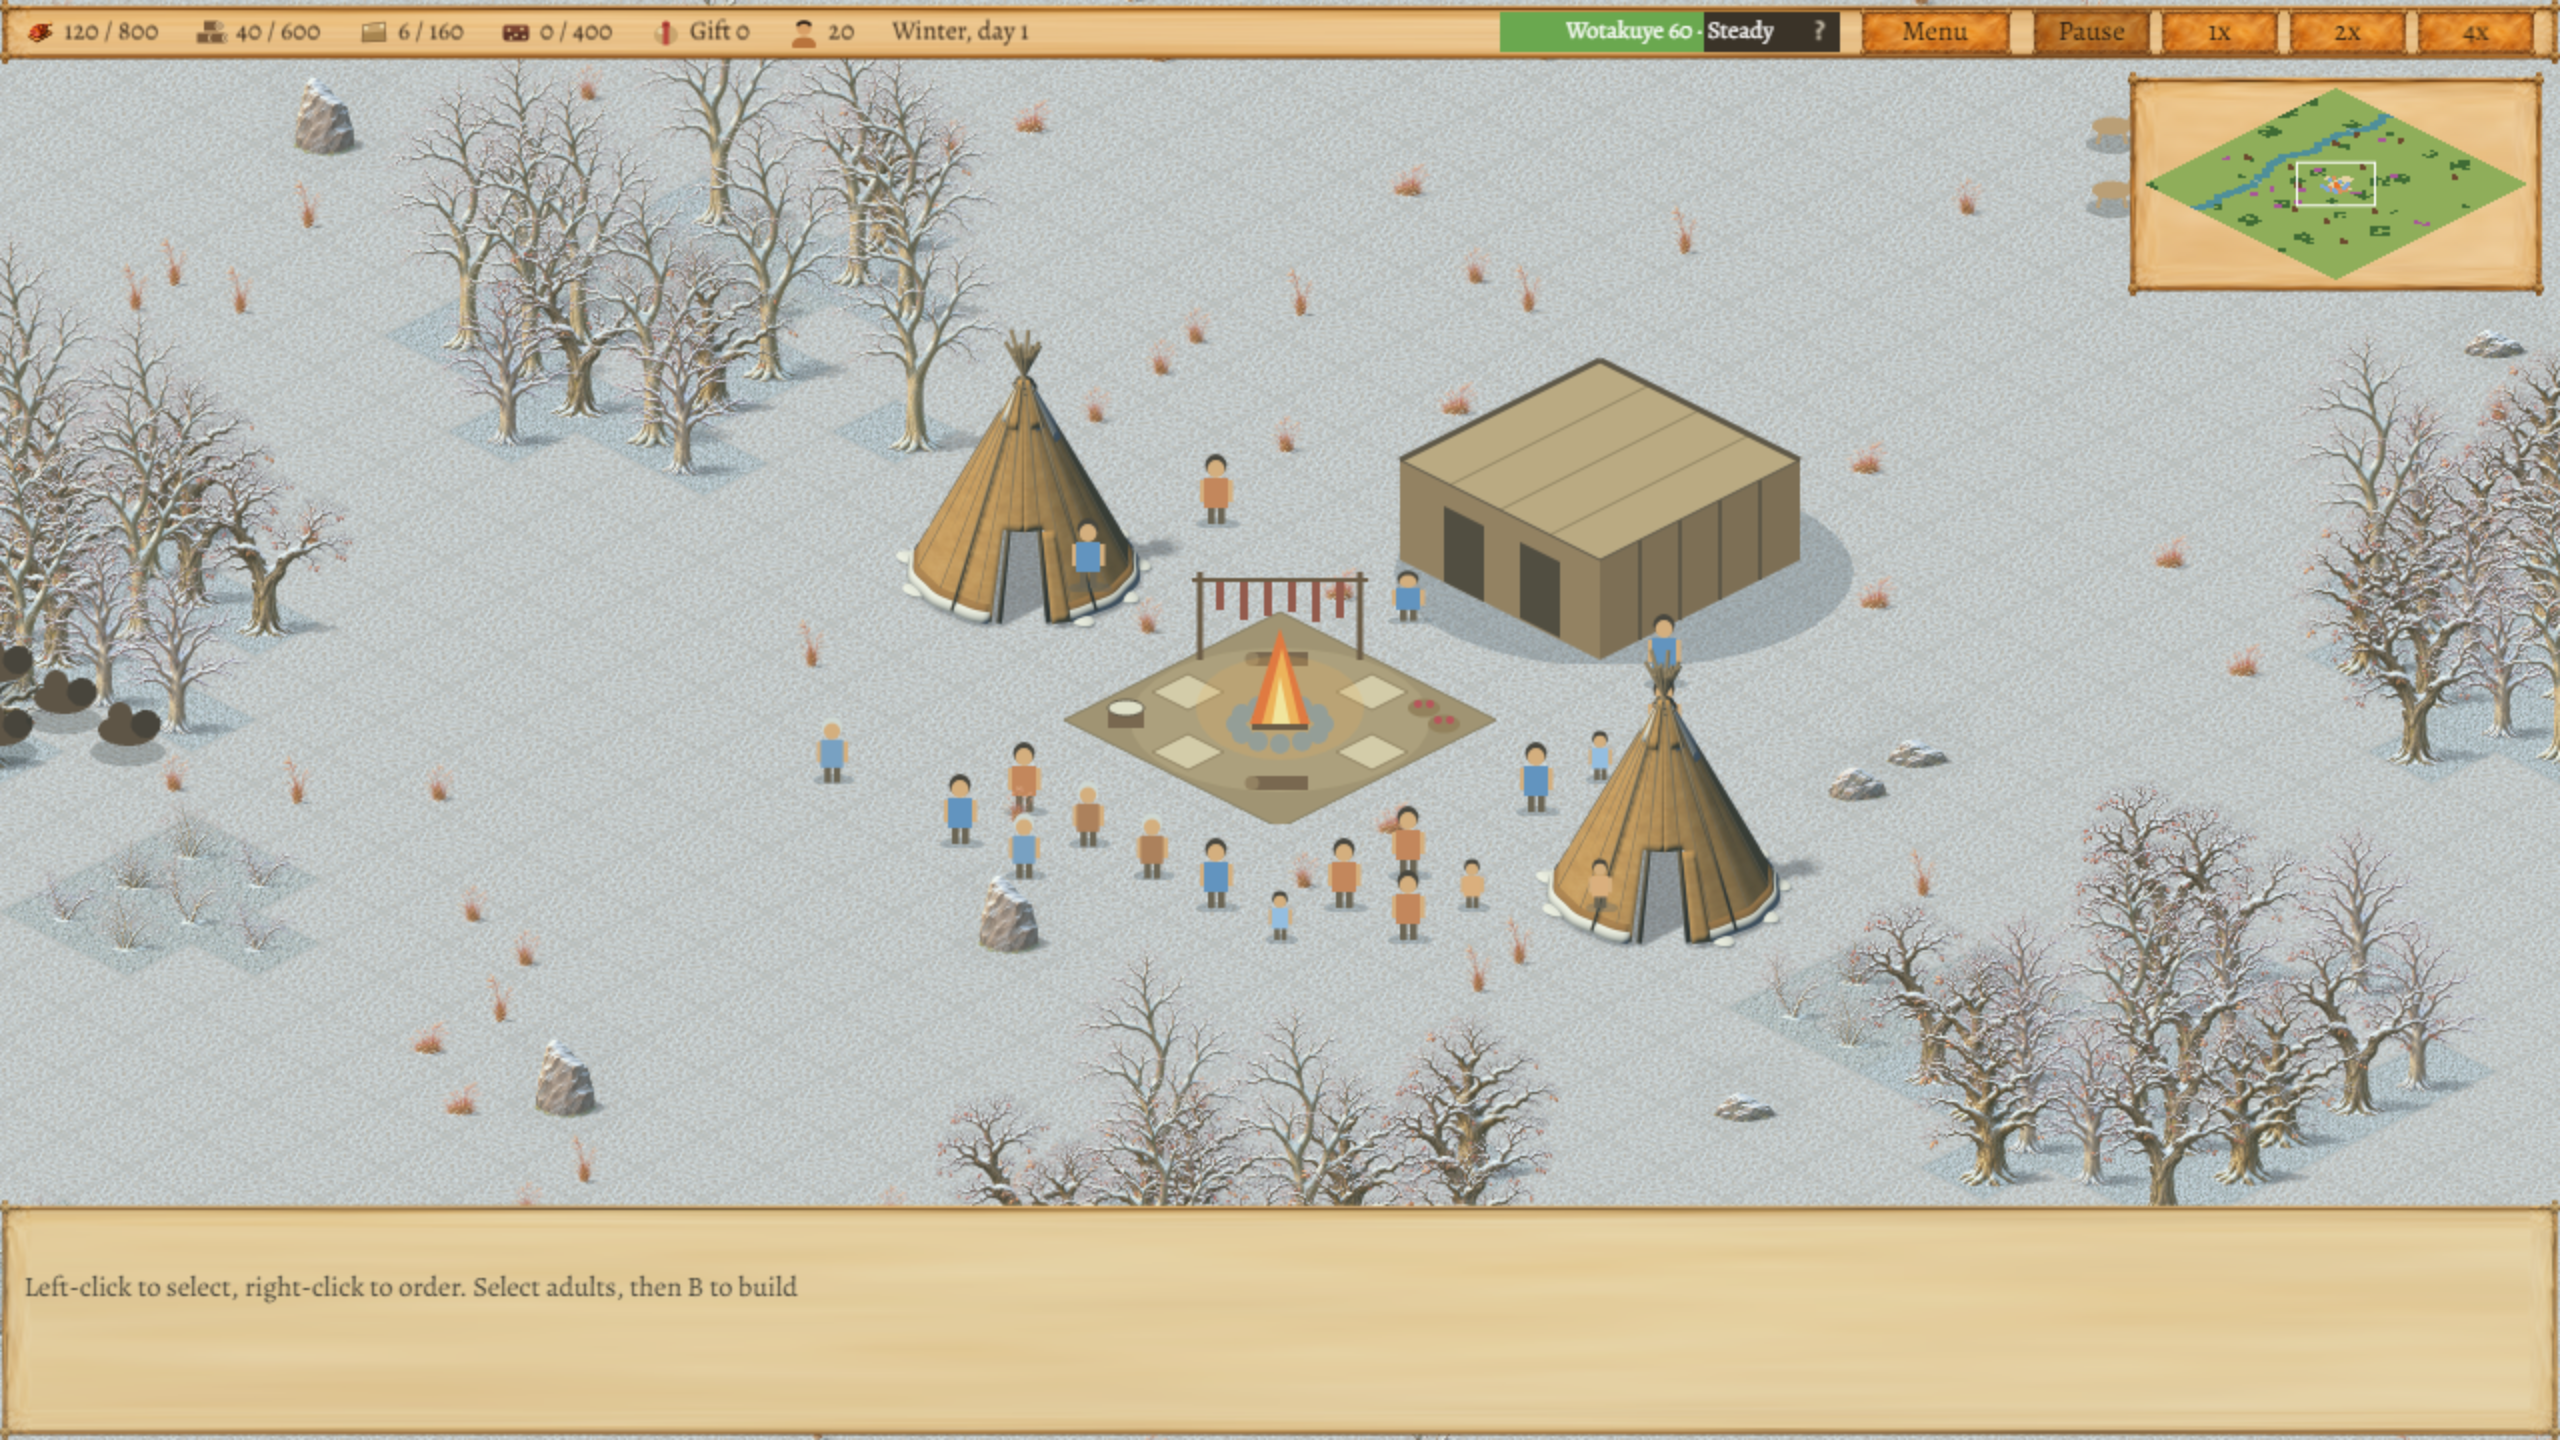 120 / 800 40 / 600 6 / 160 0 / 400 Gift 0 20 Winter, day 1 Wotakuye 60 · Steady ? Menu Pause 1x 2x 4x
Left-click to select, right-click to order. Select adults, then B to build